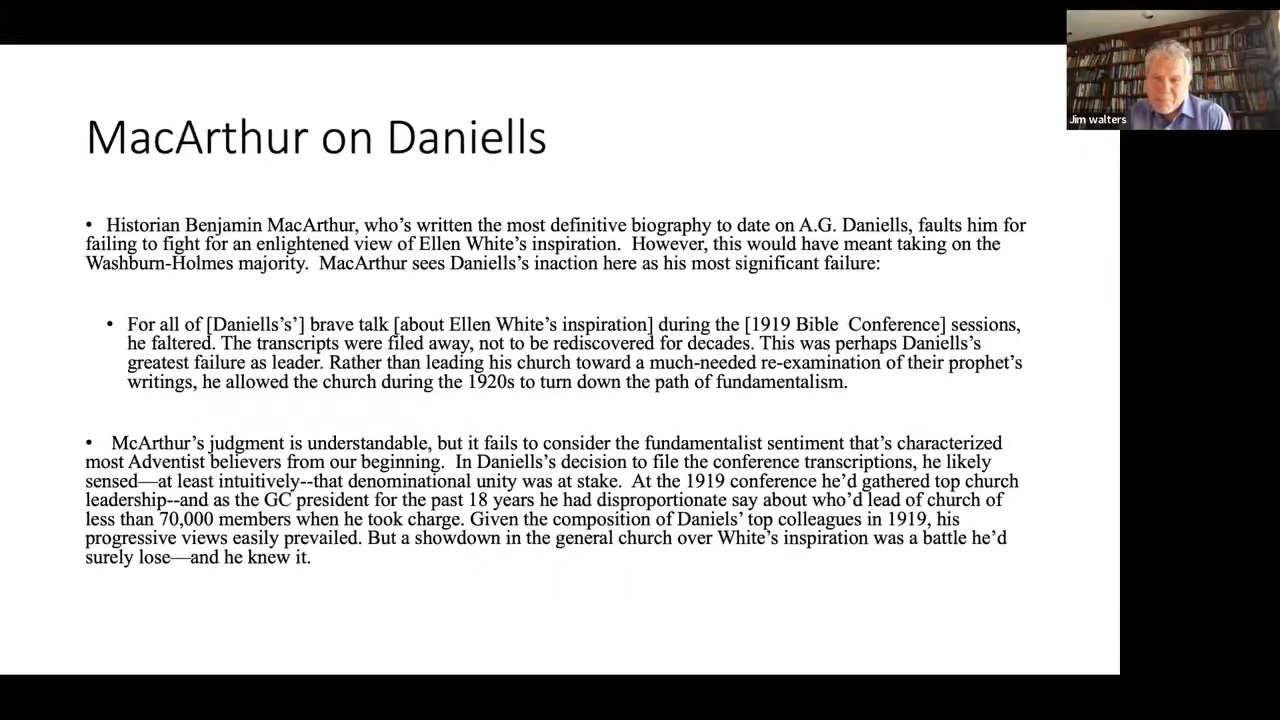 MacArthur on Daniells
Jim walters
• Historian Benjamin MacArthur, who’s written the most definitive biography to date on A.G. Daniells, faults him for
failing to fight for an enlightened view of Ellen White’s inspiration. However, this would have meant taking on the
Washburn-Holmes majority. MacArthur sees Daniells’s inaction here as his most significant failure:
• For all of [Daniells’s’] brave talk [about Ellen White’s inspiration] during the [1919 Bible Conference] sessions,
he faltered. The transcripts were filed away, not to be rediscovered for decades. This was perhaps Daniells’s
greatest failure as leader. Rather than leading his church toward a much-needed re-examination of their prophet’s
writings, he allowed the church during the 1920s to turn down the path of fundamentalism.
• McArthur’s judgment is understandable, but it fails to consider the fundamentalist sentiment that’s characterized
most Adventist believers from our beginning. In Daniells’s decision to file the conference transcriptions, he likely
sensed—at least intuitively--that denominational unity was at stake. At the 1919 conference he’d gathered top church
leadership--and as the GC president for the past 18 years he had disproportionate say about who’d lead of church of
less than 70,000 members when he took charge. Given the composition of Daniels’ top colleagues in 1919, his
progressive views easily prevailed. But a showdown in the general church over White’s inspiration was a battle he’d
surely lose—and he knew it.